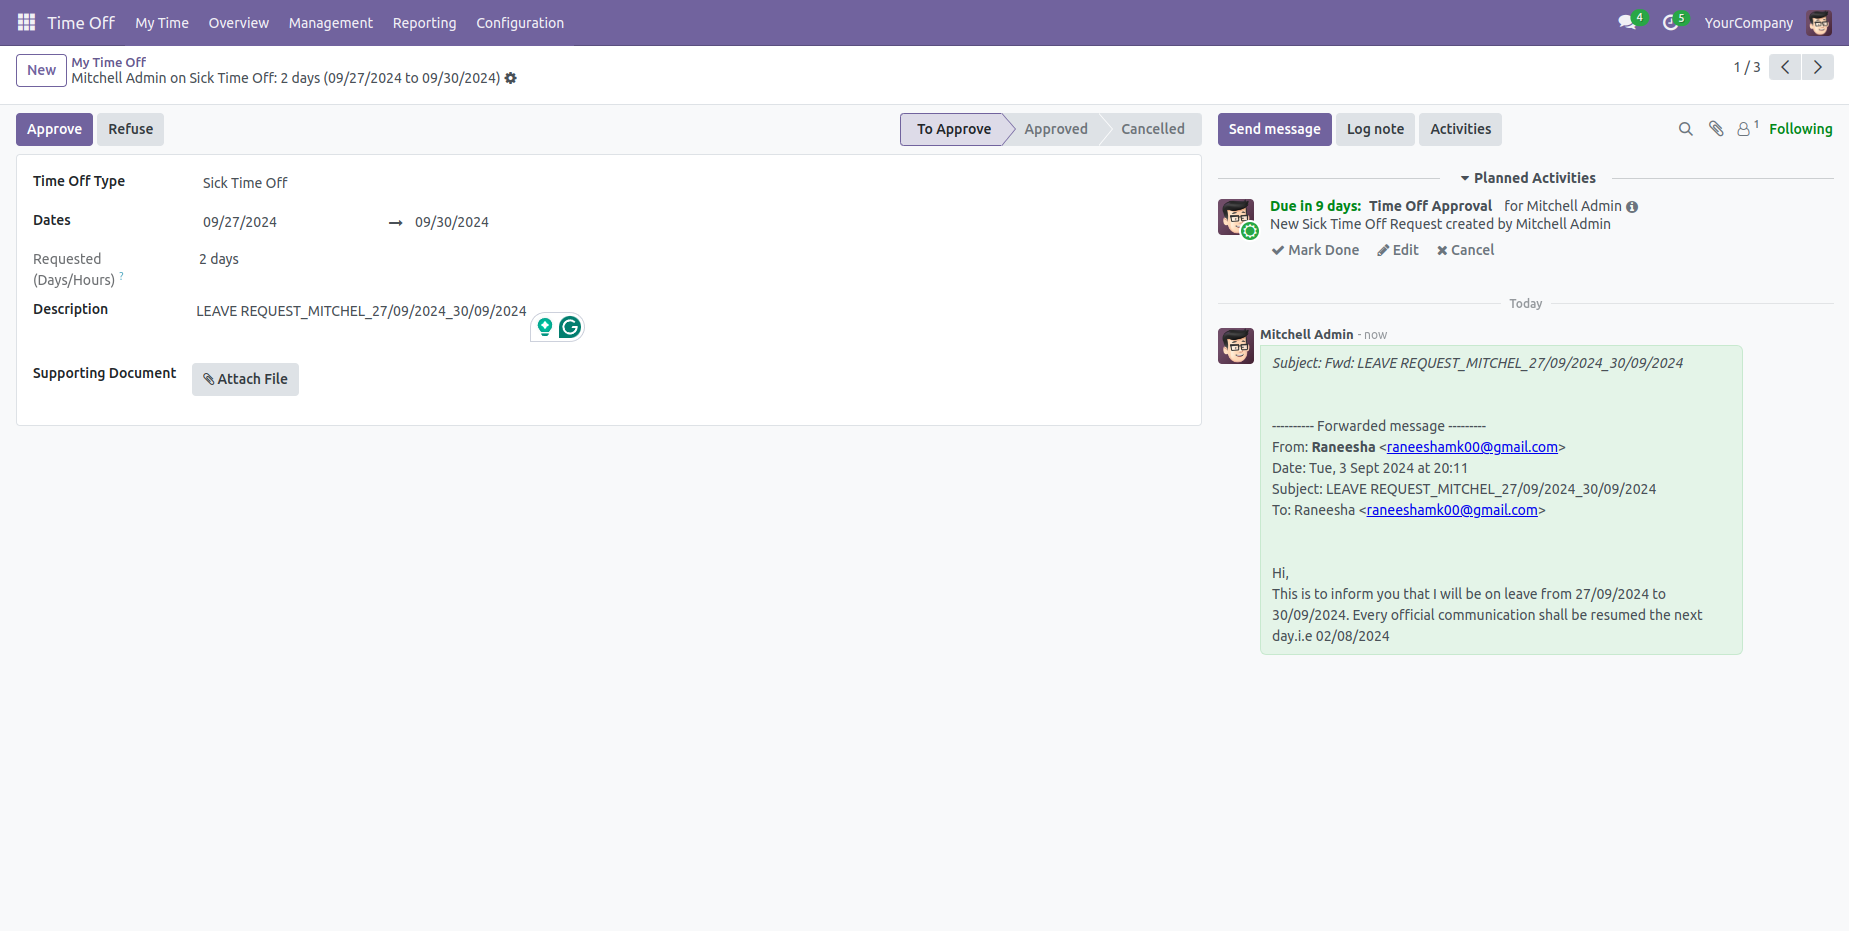 Time Off My Time Overview Management Reporting Configuration 4 5 YourCompany
New
My Time Off
Mitchell Admin on Sick Time Off: 2 days (09/27/2024 to 09/30/2024)
1 / 3
Approve Refuse To Approve Approved Cancelled
Time Off Type Sick Time Off
Dates 09/27/2024 → 09/30/2024
Requested 2 days
(Days/Hours) ?
Description LEAVE REQUEST_MITCHEL_27/09/2024_30/09/2024
Supporting Document Attach File
Send message Log note Activities 1 Following
Planned Activities
Due in 9 days: Time Off Approval for Mitchell Admin
New Sick Time Off Request created by Mitchell Admin
Mark Done Edit Cancel
Today
Mitchell Admin - now
Subject: Fwd: LEAVE REQUEST_MITCHEL_27/09/2024_30/09/2024
---------- Forwarded message ---------
From: Raneesha <raneeshamk00@gmail.com>
Date: Tue, 3 Sept 2024 at 20:11
Subject: LEAVE REQUEST_MITCHEL_27/09/2024_30/09/2024
To: Raneesha <raneeshamk00@gmail.com>
Hi,
This is to inform you that I will be on leave from 27/09/2024 to
30/09/2024. Every official communication shall be resumed the next
day.i.e 02/08/2024